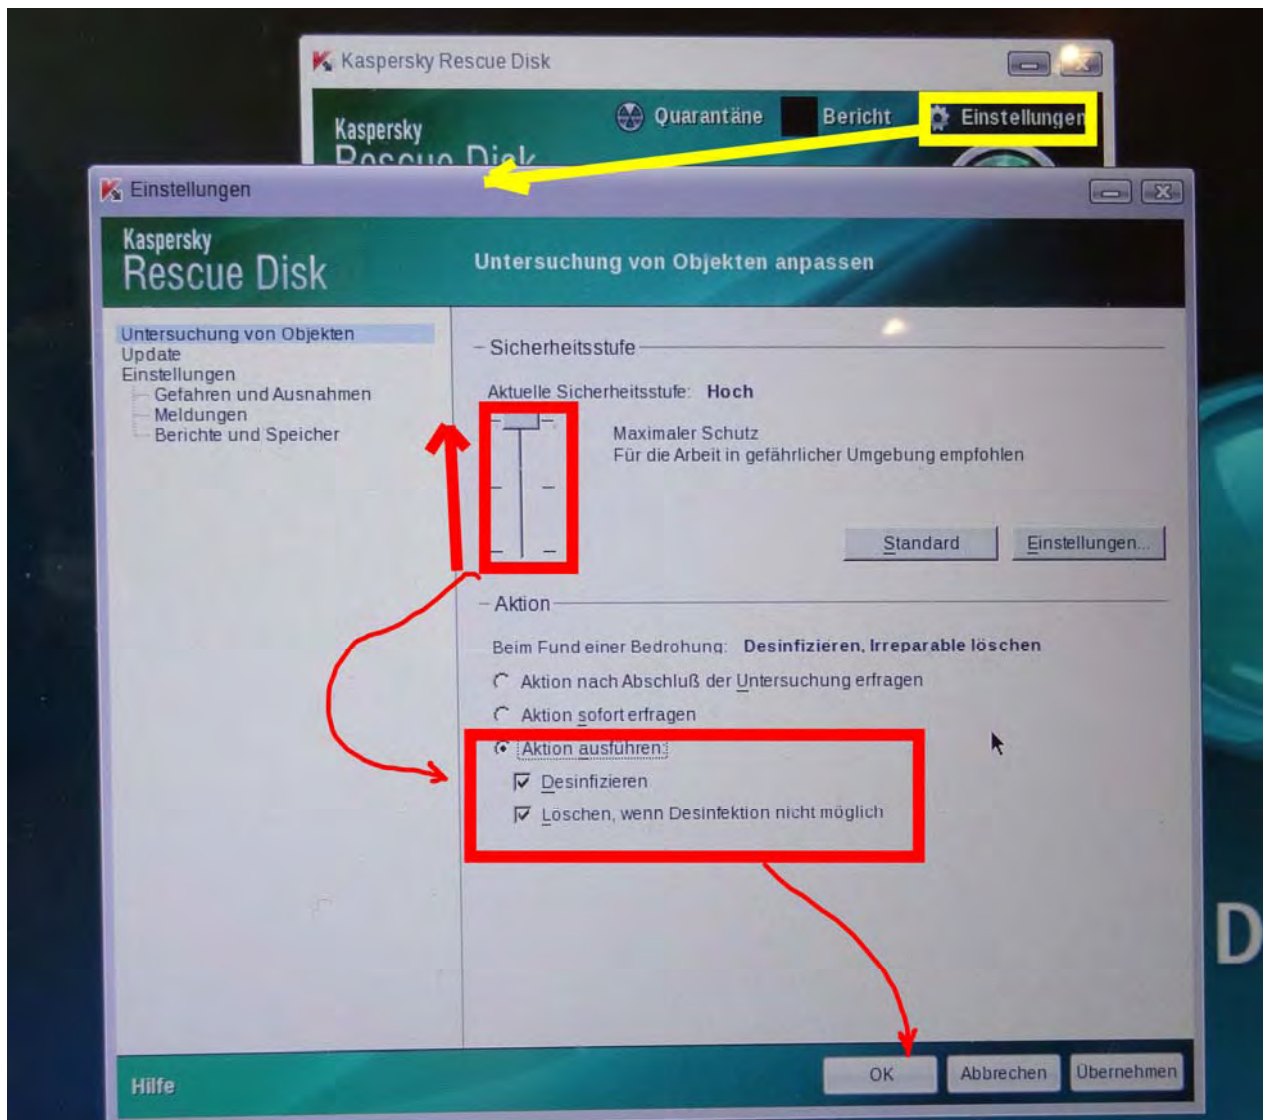 Kaspersky Rescue Disk
Quarantäne Bericht Einstellungen
Kaspersky
Rescue Disk
Einstellungen
Kaspersky
Rescue Disk
Untersuchung von Objekten anpassen
Untersuchung von Objekten
Update
Einstellungen
Gefahren und Ausnahmen
Meldungen
Berichte und Speicher
Sicherheitsstufe
Aktuelle Sicherheitsstufe: Hoch
Maximaler Schutz
Für die Arbeit in gefährlicher Umgebung empfohlen
Standard Einstellungen...
Aktion
Beim Fund einer Bedrohung: Desinfizieren, Irreparable löschen
Aktion nach Abschluß der Untersuchung erfragen
Aktion sofort erfragen
Aktion ausführen:
Desinfizieren
Löschen, wenn Desinfektion nicht möglich
D
Hilfe
OK Abbrechen Übernehmen